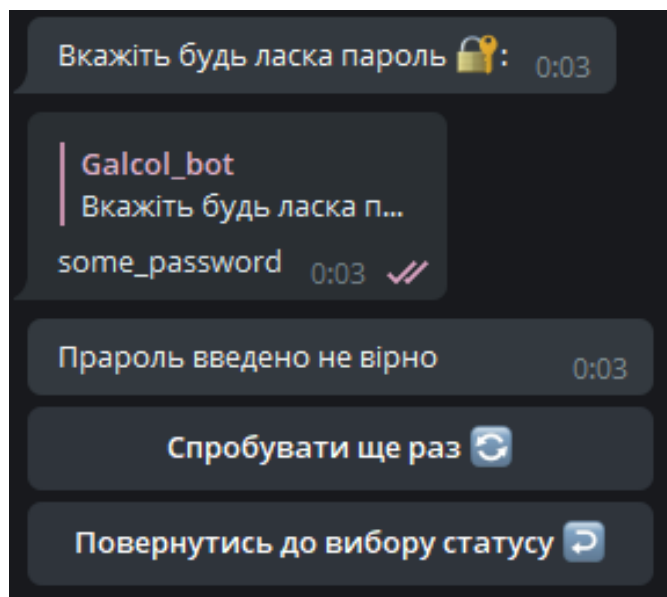 Вкажіть будь ласка пароль 🔐: 0:03
Galcol_bot
Вкажіть будь ласка п...
some_password 0:03
Прароль введено не вірно 0:03
Спробувати ще раз 🔄
Повернутись до вибору статусу ↩️